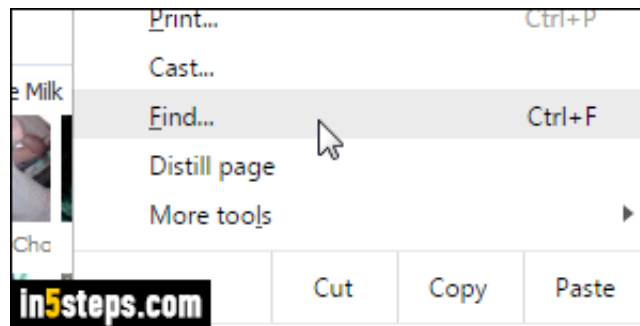 Print... Ctrl+P
Cast...
e Milk
Find... Ctrl+F
Distill page
More tools
Cho
Cut Copy Paste
in5steps.com